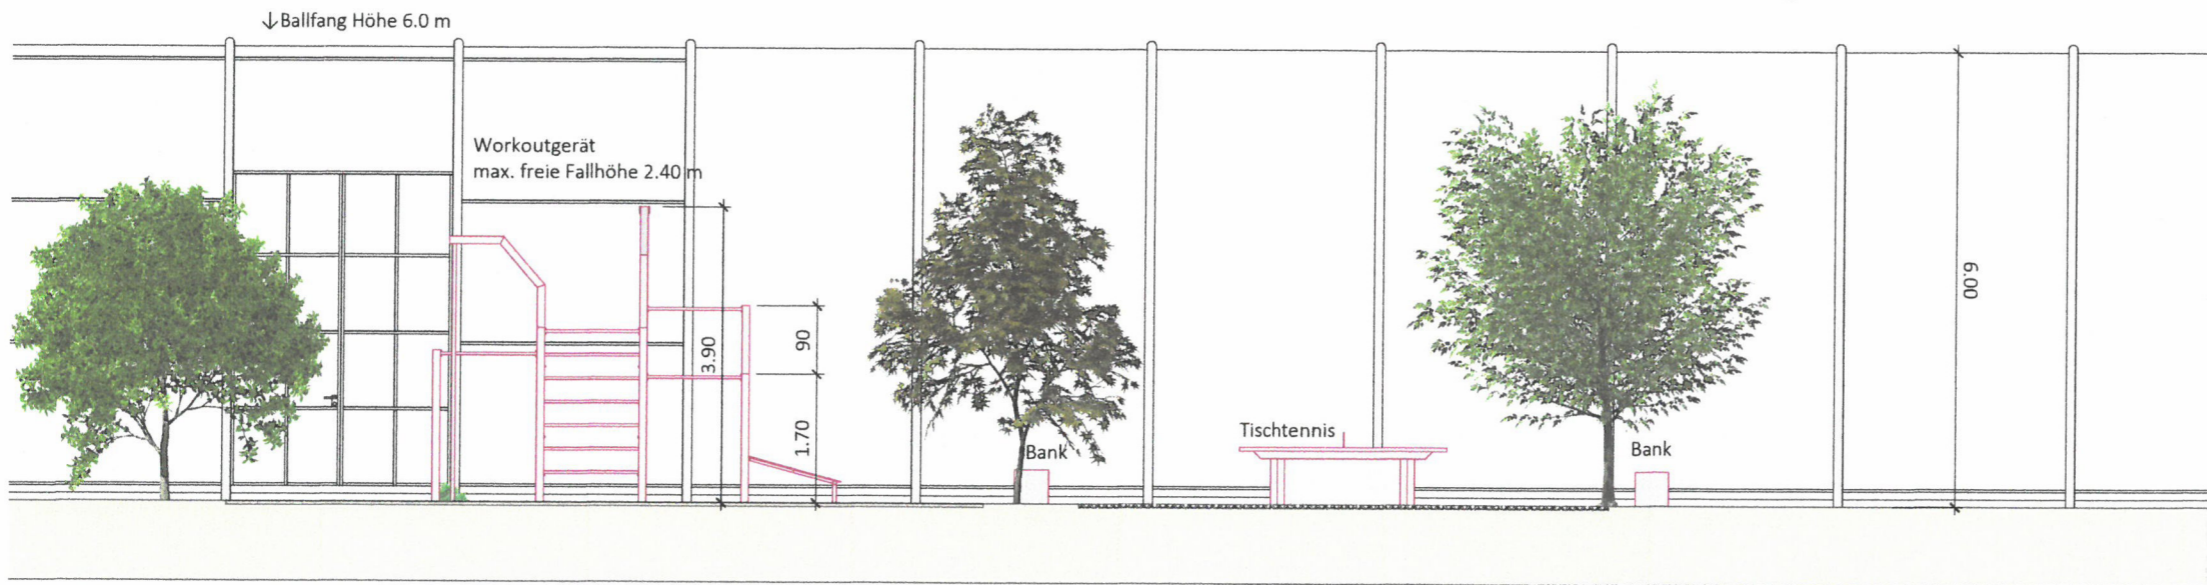 ↓Ballfang Höhe 6.0 m
Workoutgerät
max. freie Fallhöhe 2.40 m
3.90
90
1.70
Bank
Tischtennis
Bank
6.00